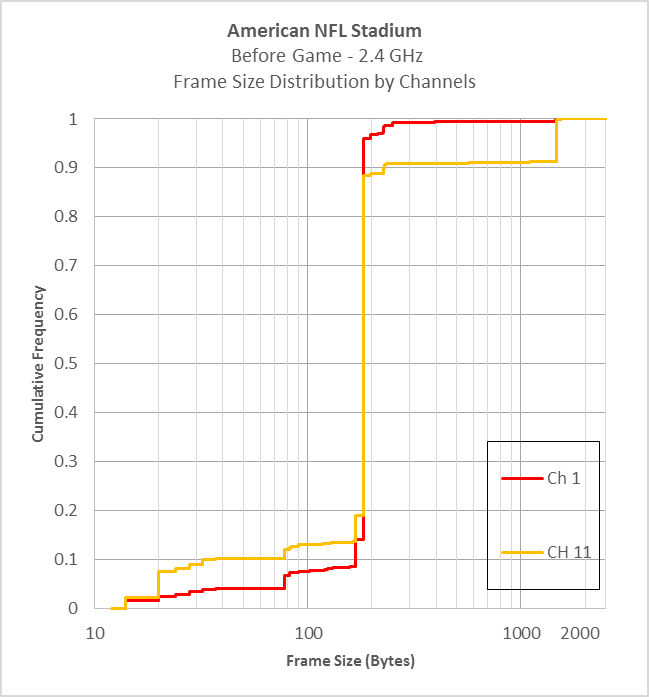 American NFL Stadium
Before Game - 2.4 GHz
Frame Size Distribution by Channels
1
0.9
0.8
0.7
0.6
0.5
0.4
0.3
0.2
0.1
0
Cumulative Frequency
Ch 1
CH 11
10 100 1000 2000
Frame Size (Bytes)